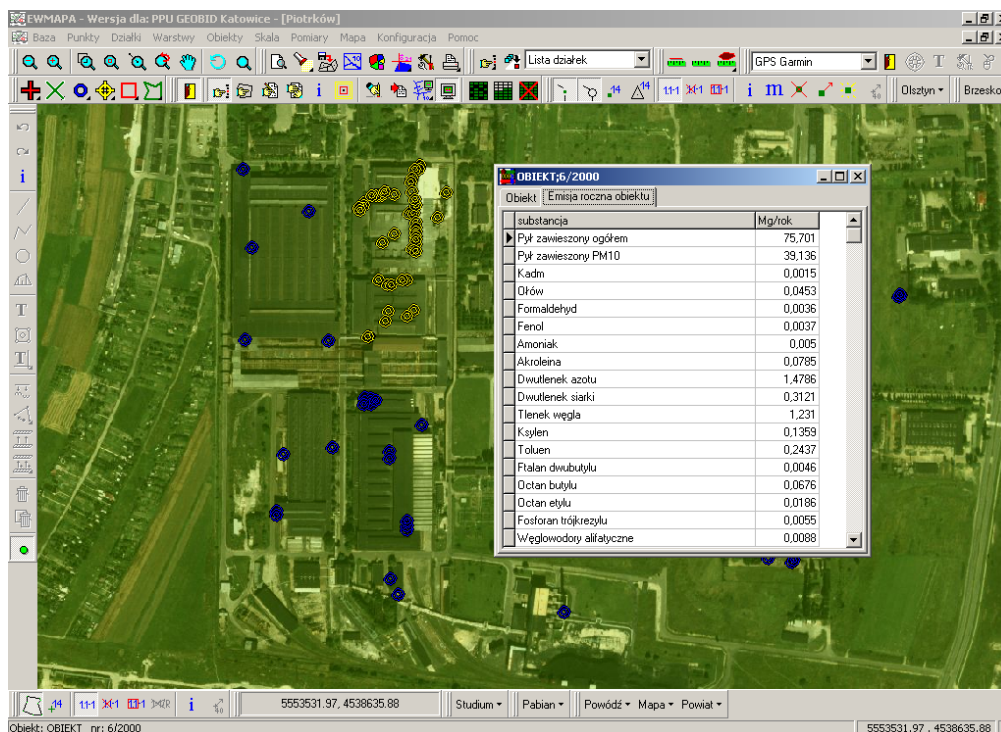 EWMAPA - Wersja dla: PPU GEOBID Katowice - [Piotrków]
Baza Punkty Działki Warstwy Obiekty Skala Pomiary Mapa Konfiguracja Pomoc
Lista działek
GPS Garmin
Olsztyn
Brzesko
OBIEKT;6/2000
Obiekt Emisja roczna obiektu
substancja Mg/rok
Pył zawieszony ogółem 75,701
Pył zawieszony PM10 39,136
Kadm 0,0015
Ołów 0,0453
Formaldehyd 0,0036
Fenol 0,0037
Amoniak 0,005
Akroleina 0,0785
Dwutlenek azotu 1,4786
Dwutlenek siarki 0,3121
Tlenek węgla 1,231
Ksylen 0,1359
Toluen 0,2437
Ftalan dwubutylu 0,0046
Octan butylu 0,0676
Octan etylu 0,0186
Fosforan trójkrezylu 0,0055
Węglowodory alifatyczne 0,0088
5553531.97, 4538635.88 Studium Pabian Powódź Mapa Powiat
Obiekt: OBIEKT nr: 6/2000 5553531.97 , 4538635.88